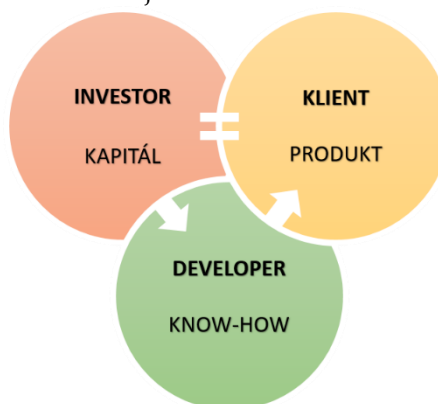 INVESTOR
KAPITÁL
KLIENT
PRODUKT
DEVELOPER
KNOW-HOW